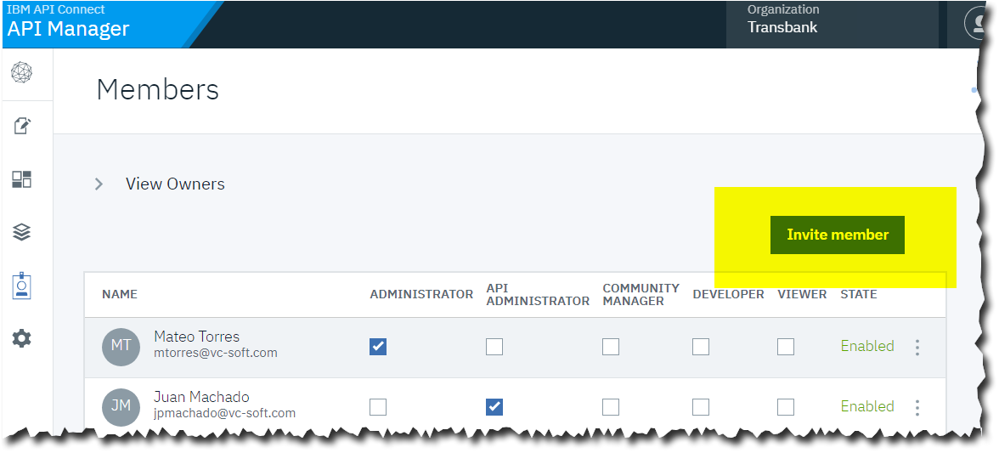 IBM API Connect
API Manager
Organization
Transbank
Members
View Owners
Invite member
NAME
ADMINISTRATOR
API
ADMINISTRATOR
COMMUNITY
MANAGER
DEVELOPER
VIEWER
STATE
MT
Mateo Torres
mtorres@vc-soft.com
Enabled
JM
Juan Machado
jpmachado@vc-soft.com
Enabled